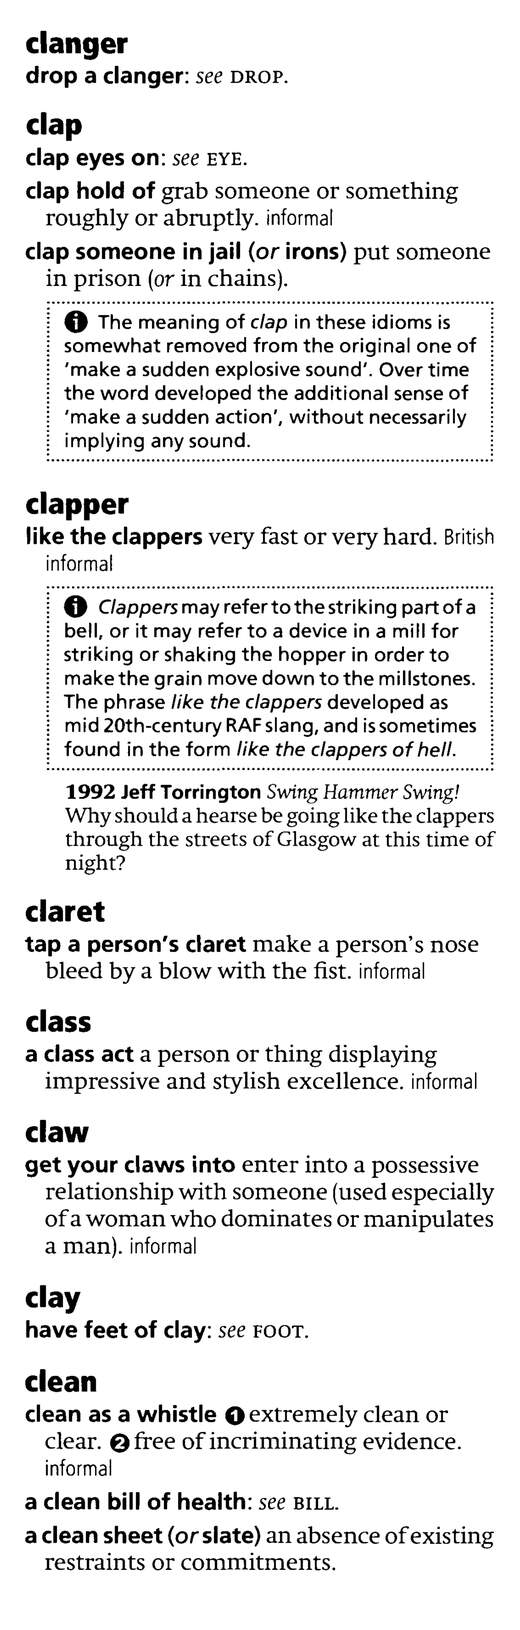 clanger
drop a clanger: see DROP.
clap
clap eyes on: see EYE.
clap hold of grab someone or something
roughly or abruptly. informal
clap someone in jail (or irons) put someone
in prison (or in chains).
i The meaning of clap in these idioms is
somewhat removed from the original one of
'make a sudden explosive sound'. Over time
the word developed the additional sense of
'make a sudden action', without necessarily
implying any sound.
clapper
like the clappers very fast or very hard. British
informal
i Clappers may refer to the striking part of a
bell, or it may refer to a device in a mill for
striking or shaking the hopper in order to
make the grain move down to the millstones.
The phrase like the clappers developed as
mid 20th-century RAF slang, and is sometimes
found in the form like the clappers of hell.
1992 Jeff Torrington Swing Hammer Swing!
Why should a hearse be going like the clappers
through the streets of Glasgow at this time of
night?
claret
tap a person's claret make a person's nose
bleed by a blow with the fist. informal
class
a class act a person or thing displaying
impressive and stylish excellence. informal
claw
get your claws into enter into a possessive
relationship with someone (used especially
of a woman who dominates or manipulates
a man). informal
clay
have feet of clay: see FOOT.
clean
clean as a whistle ❶ extremely clean or
clear. ❷ free of incriminating evidence.
informal
a clean bill of health: see BILL.
a clean sheet (or slate) an absence of existing
restraints or commitments.